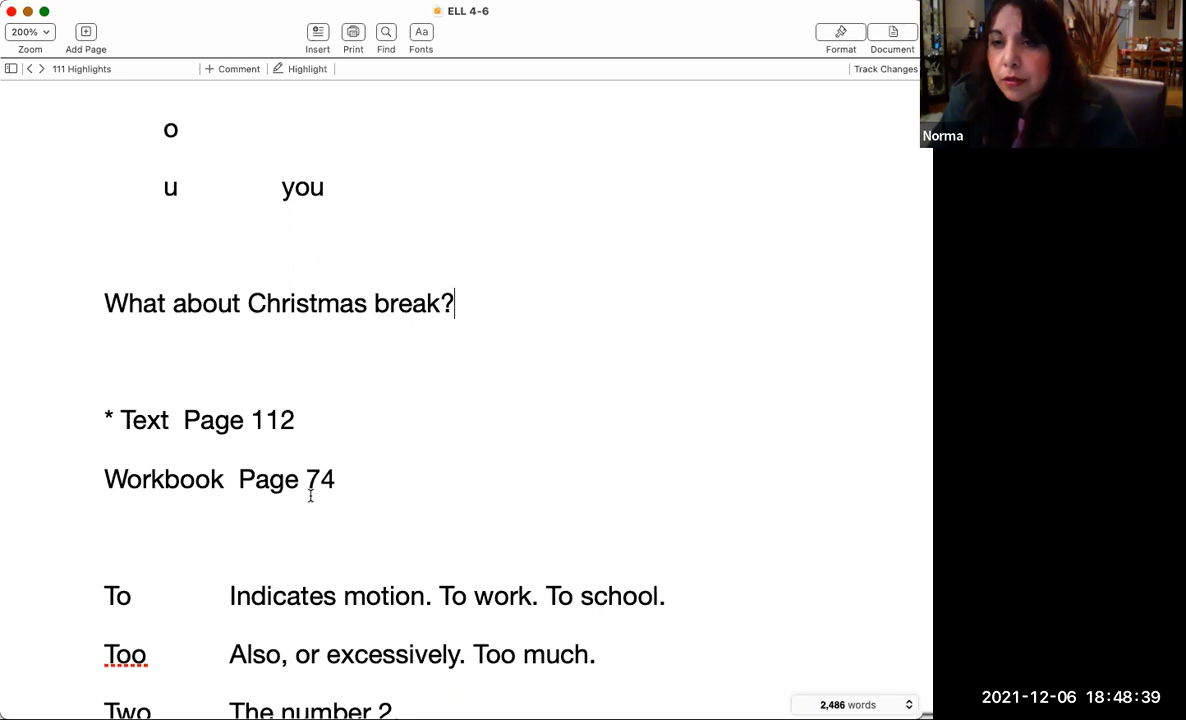 ELL 4-6
200%
Zoom
Add Page
Insert
Print
Find
Aa
Fonts
Format
Document
111 Highlights
Comment
Highlight
Track Changes
Norma
o
u you
What about Christmas break?
* Text Page 112
Workbook Page 74
To Indicates motion. To work. To school.
Too Also, or excessively. Too much.
Two The number 2.
2,486 words
2021-12-06 18:48:39